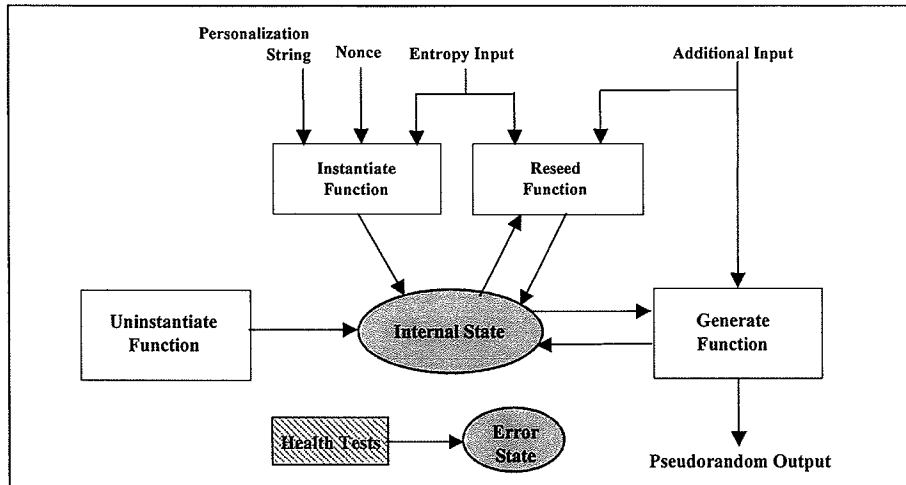 Personalization
String
Nonce
Entropy Input
Additional Input
Instantiate
Function
Reseed
Function
Uninstantiate
Function
Internal State
Generate
Function
Health Tests
Error
State
Pseudorandom Output